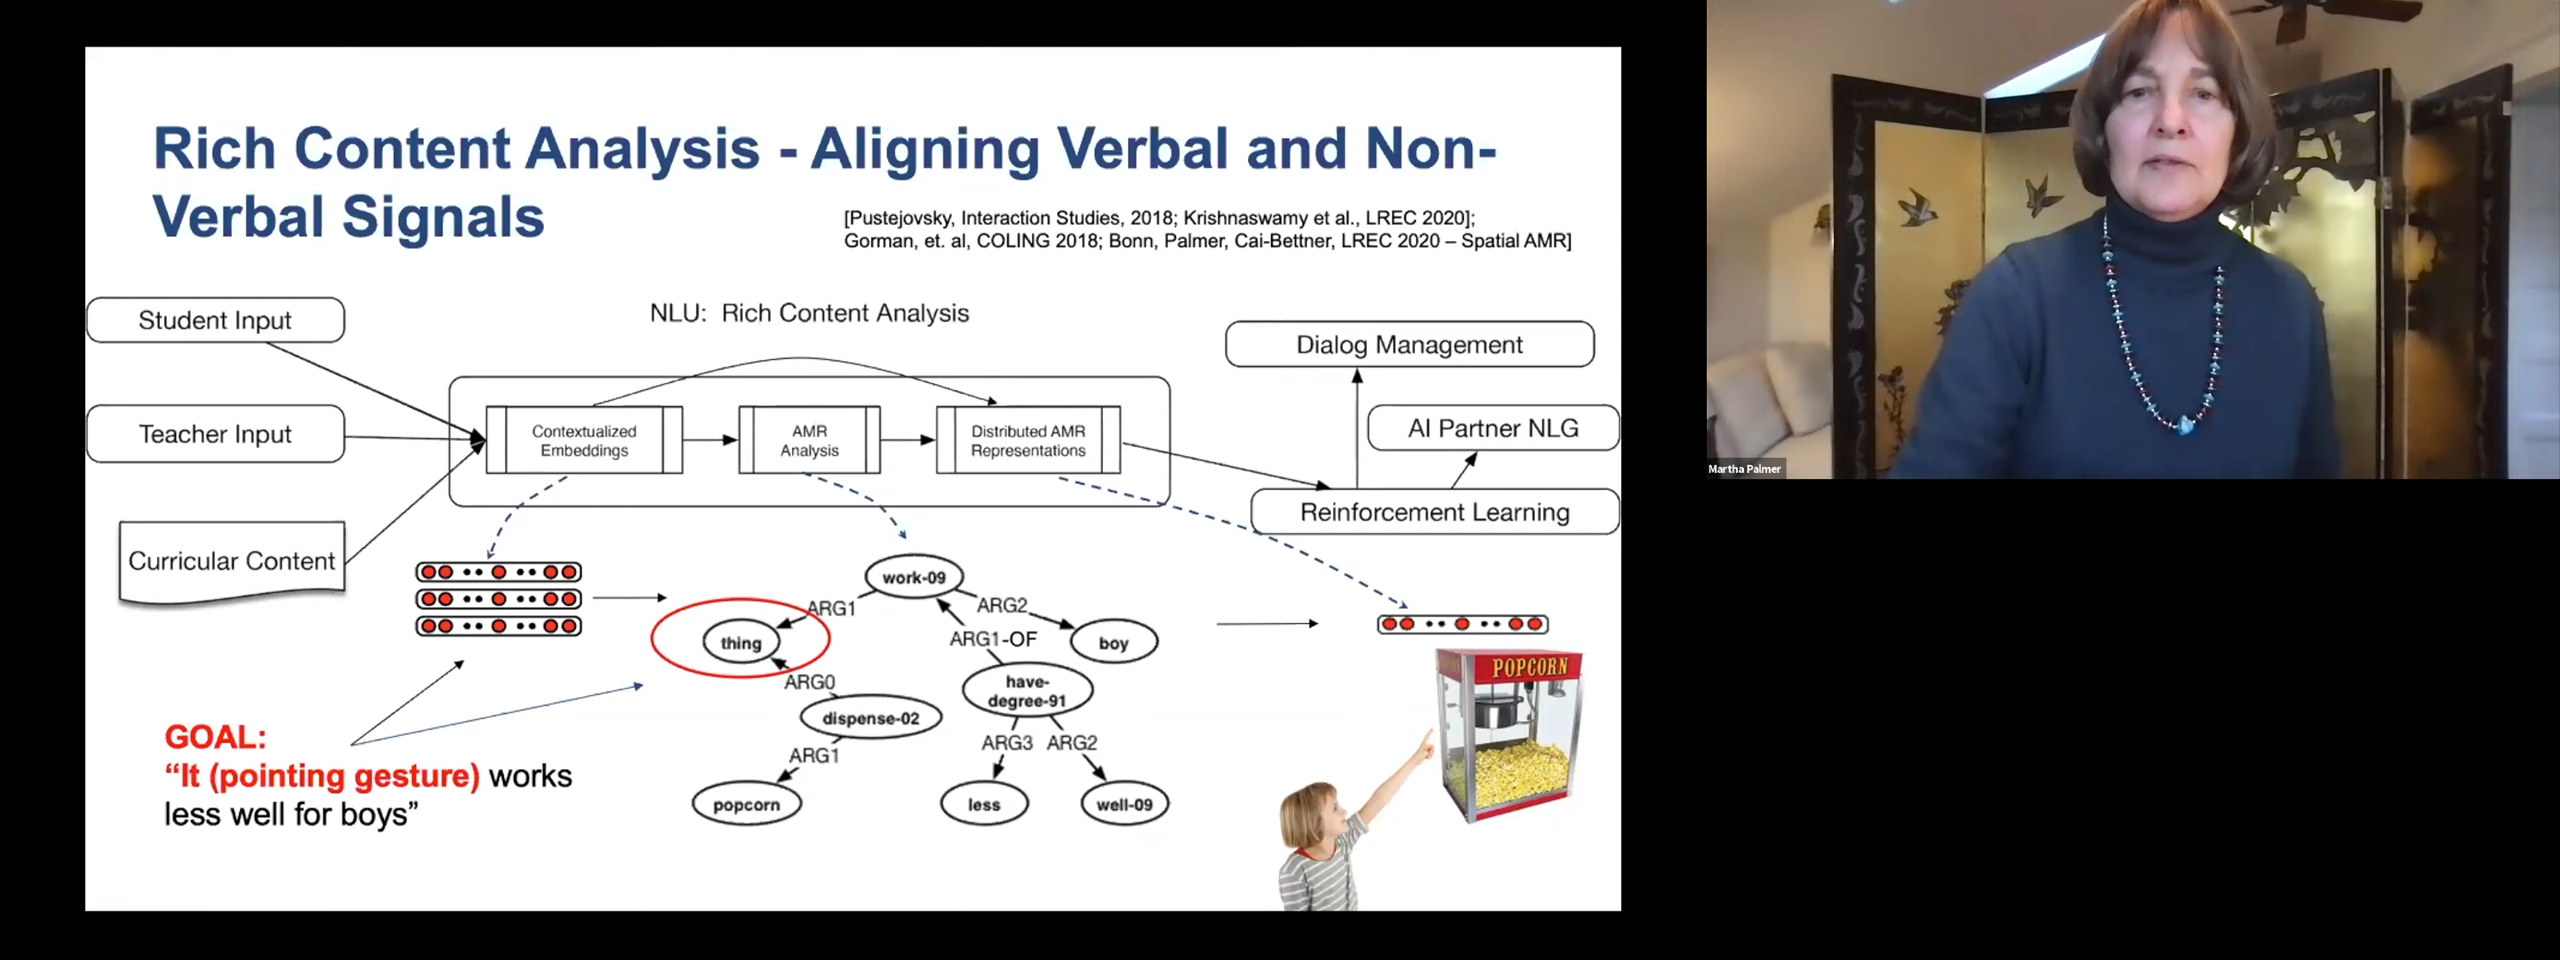 Rich Content Analysis - Aligning Verbal and Non-
Verbal Signals
[Pustejovsky, Interaction Studies, 2018; Krishnaswamy et al., LREC 2020];
Gorman, et. al, COLING 2018; Bonn, Palmer, Cai-Bettner, LREC 2020 – Spatial AMR]
Student Input
Teacher Input
Curricular Content
NLU: Rich Content Analysis
Contextualized
Embeddings
AMR
Analysis
Distributed AMR
Representations
Dialog Management
AI Partner NLG
Reinforcement Learning
work-09
ARG1
ARG2
thing
ARG1-OF
boy
ARG0
have-
degree-91
dispense-02
ARG1
ARG3
ARG2
popcorn
less
well-09
POPCORN
GOAL:
“It (pointing gesture) works
less well for boys”
Martha Palmer